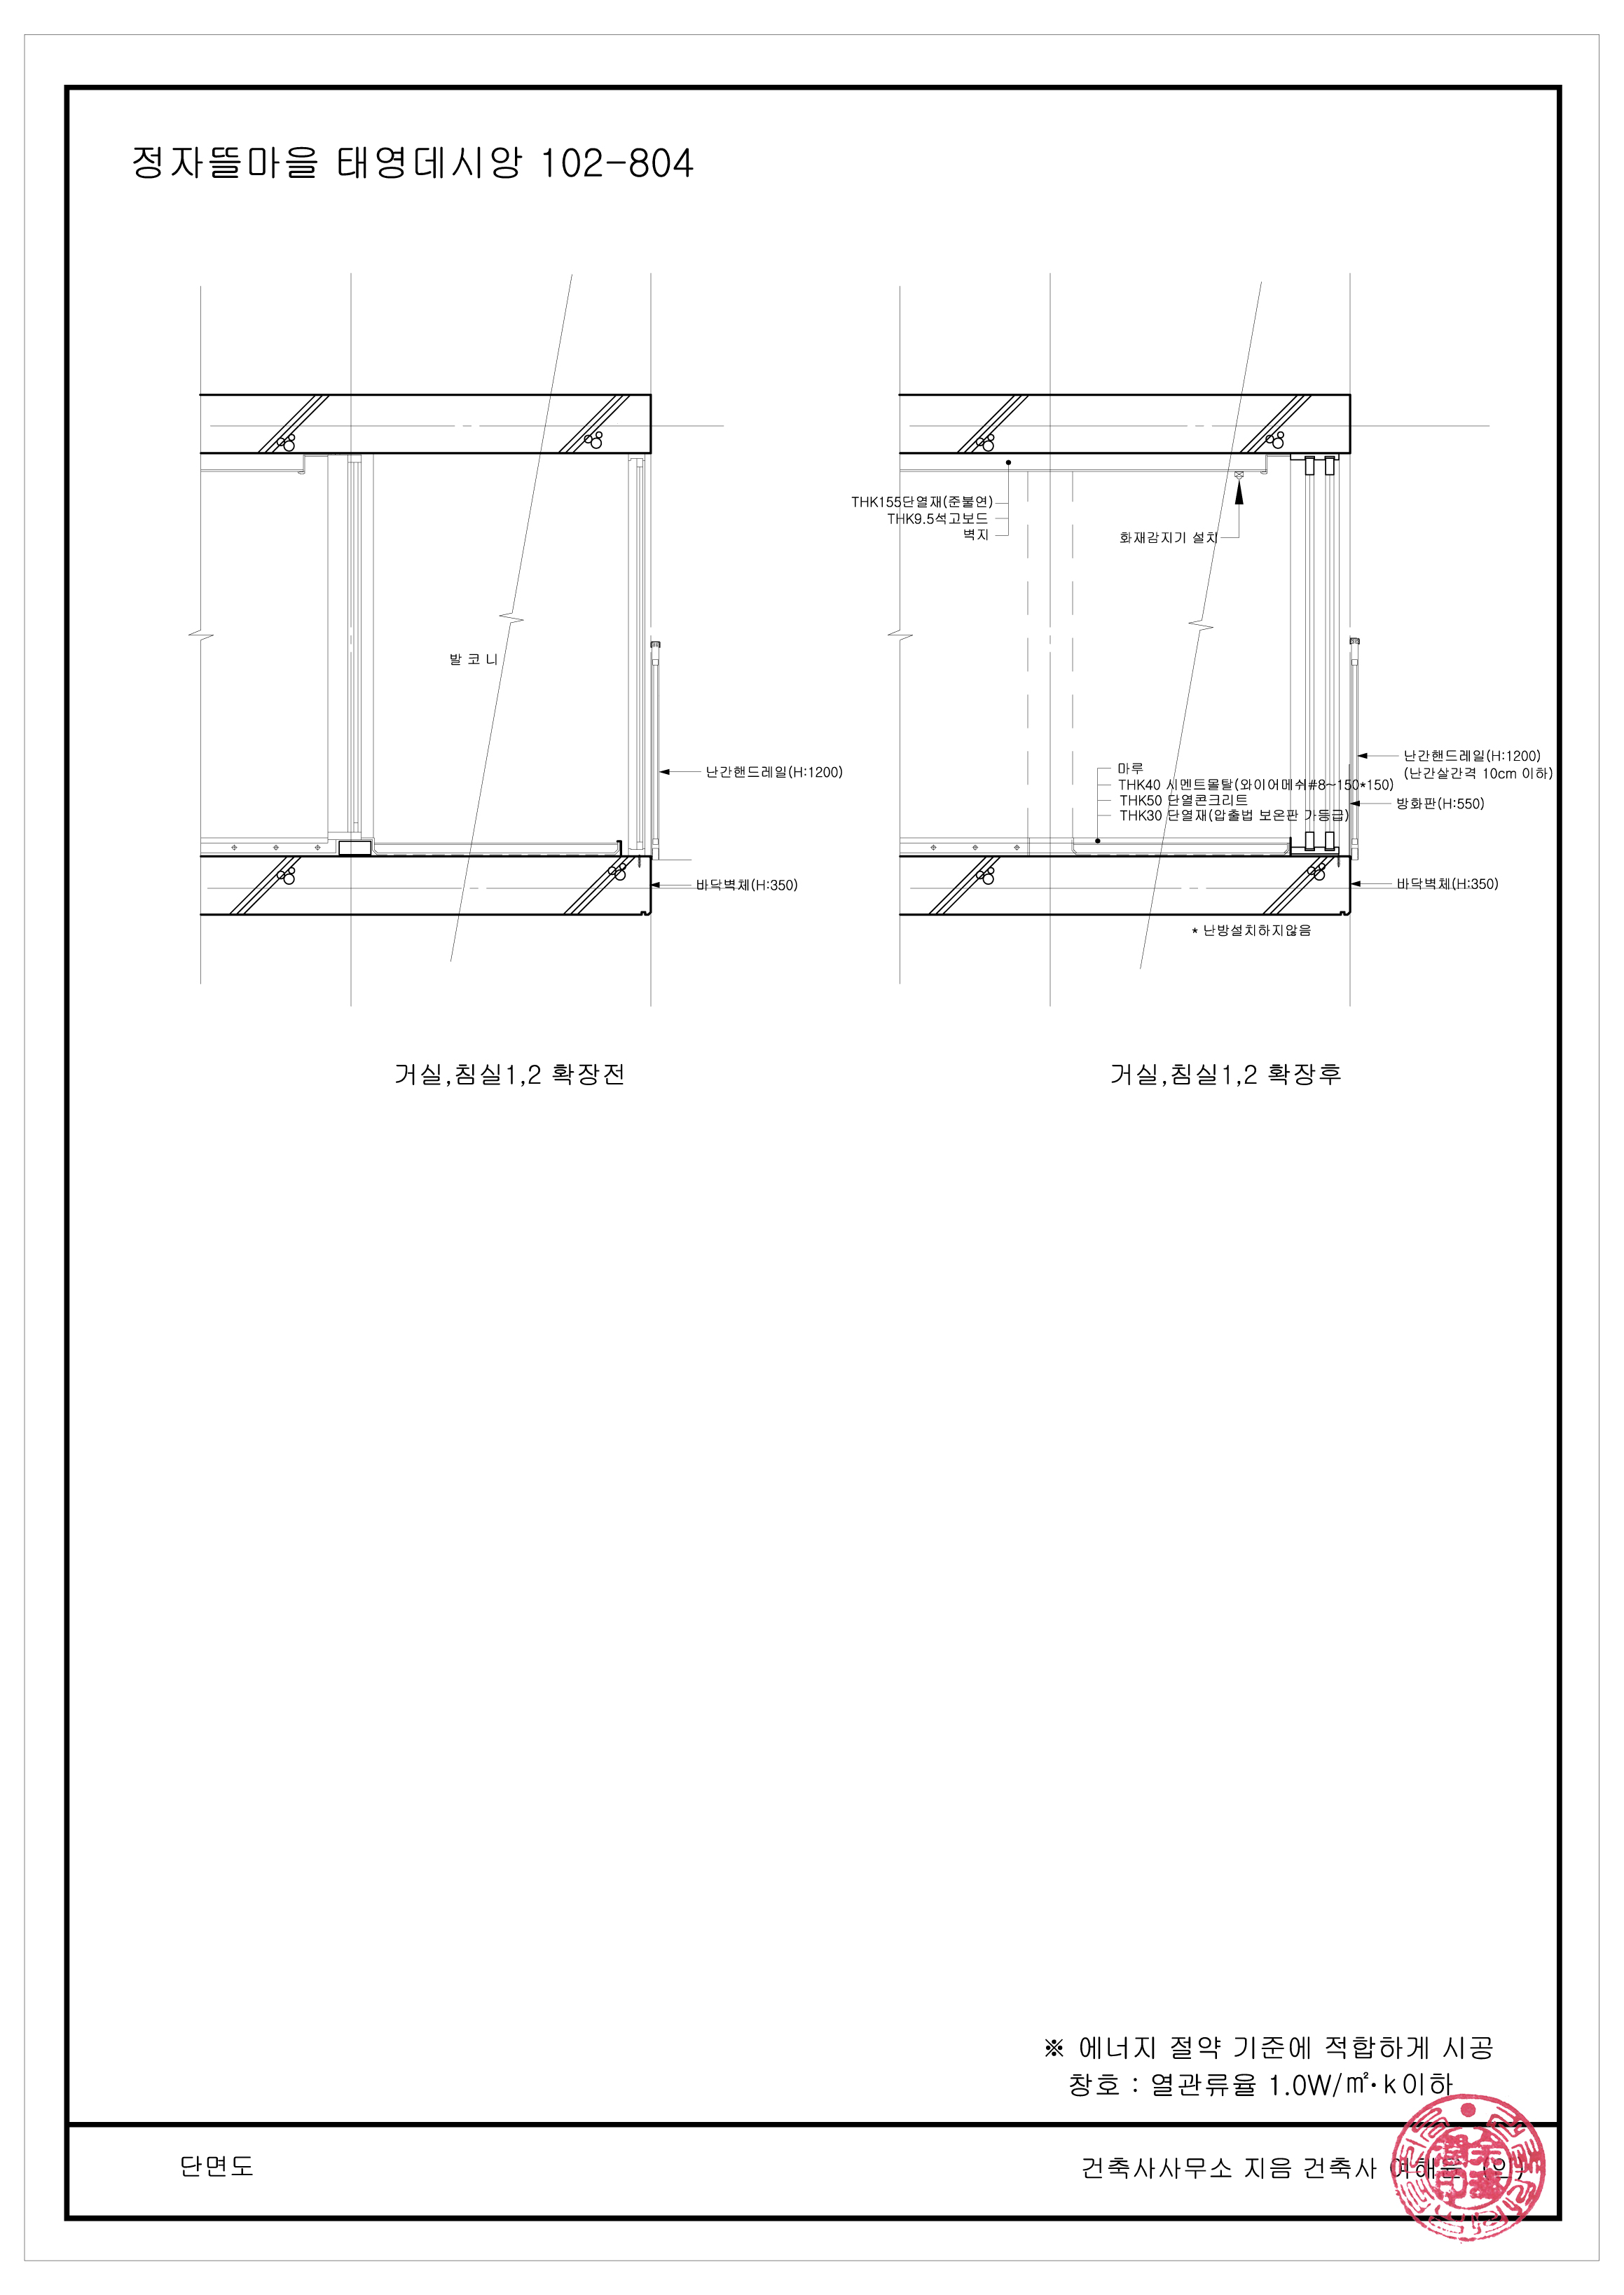 정자뜰마을 태영데시앙 102-804
발 코 니
난간핸드레일(H:1200)
바닥벽체(H:350)
거실,침실1,2 확장전
THK155단열재(준불연)
THK9.5석고보드
벽지
화재감지기 설치
마루
THK40 시멘트몰탈(와이어메쉬#8~150*150)
THK50 단열콘크리트
THK30 단열재(압출법 보온판 가등급)
난간핸드레일(H:1200)
(난간살간격 10cm 이하)
방화판(H:550)
바닥벽체(H:350)
* 난방설치하지않음
거실,침실1,2 확장후
※ 에너지 절약 기준에 적합하게 시공
창호 : 열관류율 1.0W/㎡·k이하
단면도
건축사사무소 지음 건축사 (인)